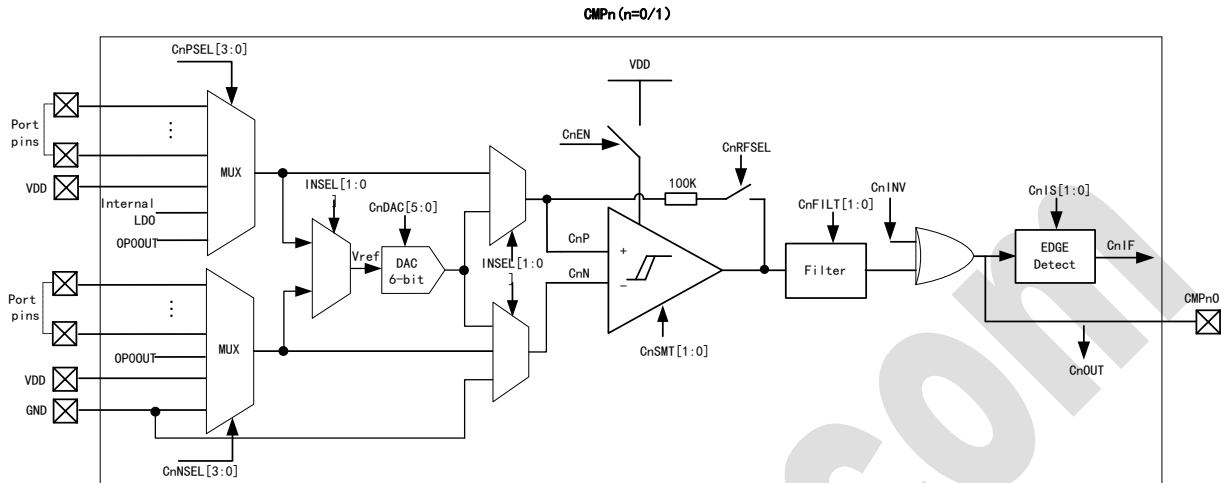 CMPn(n=0/1)
CnPSEL[3:0]
Port
pins
VDD
Internal
LDO
OPOOUT
MUX
INSEL[1:0
]
CnDAC[5:0]
Vref
DAC
6-bit
INSEL[1:0
]
VDD
CnEN
CnRFSEL
100K
CnP
CnN
+
−
CnSMT[1:0]
CnFILT[1:0]
Filter
CnINV
CnIS[1:0]
EDGE
Detect
CnIF
CMPnO
CnOUT
Port
pins
OPOOUT
MUX
VDD
GND
CnNSEL[3:0]
com